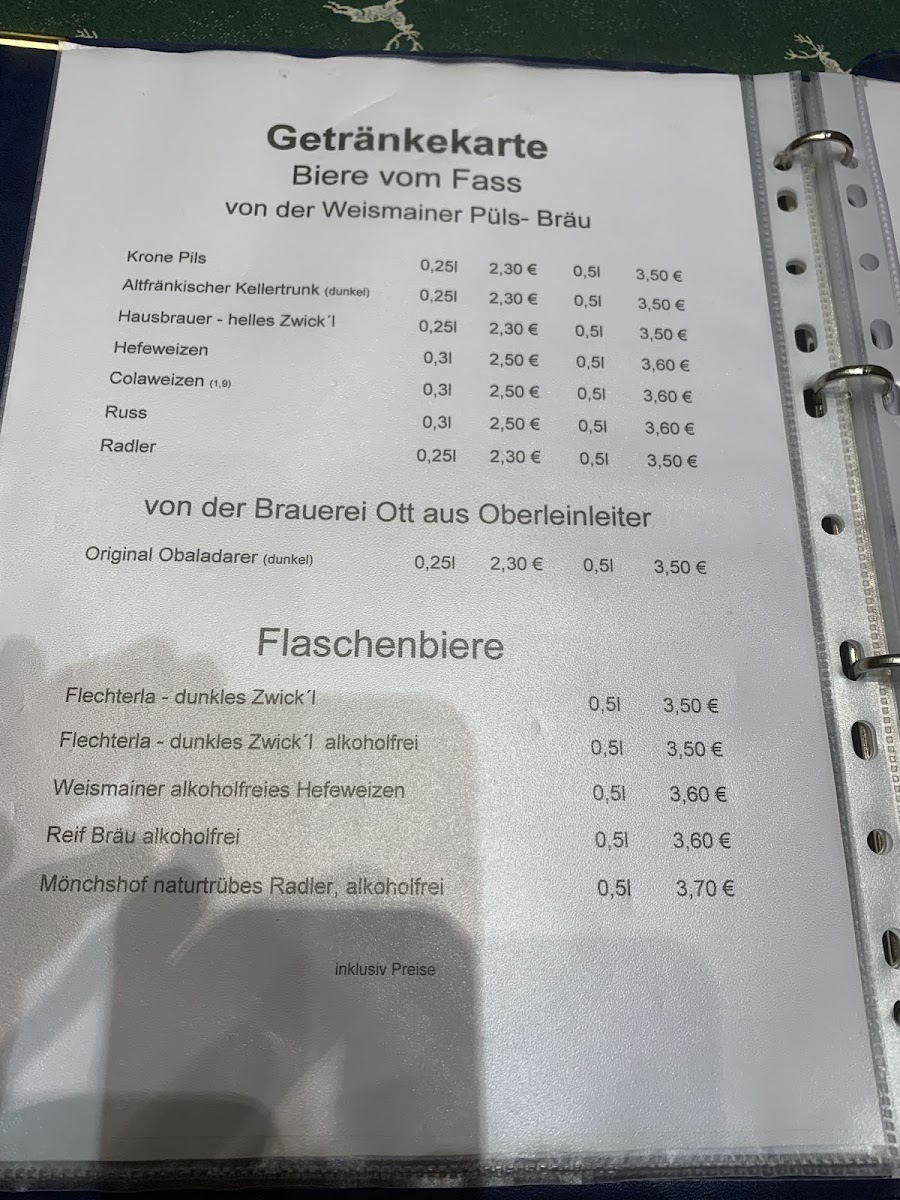 Getränkekarte
Biere vom Fass
von der Weismainer Püls- Bräu
Krone Pils 0,25l 2,30 € 0,5l 3,50 €
Altfränkischer Kellertrunk (dunkel) 0,25l 2,30 € 0,5l 3,50 €
Hausbrauer - helles Zwick´l 0,25l 2,30 € 0,5l 3,50 €
Hefeweizen 0,3l 2,50 € 0,5l 3,60 €
Colaweizen (1,9) 0,3l 2,50 € 0,5l 3,60 €
Russ 0,3l 2,50 € 0,5l 3,60 €
Radler 0,25l 2,30 € 0,5l 3,50 €
von der Brauerei Ott aus Oberleinleiter
Original Obaladarer (dunkel) 0,25l 2,30 € 0,5l 3,50 €
Flaschenbiere
Flechterla - dunkles Zwick´l 0,5l 3,50 €
Flechterla - dunkles Zwick´l alkoholfrei 0,5l 3,50 €
Weismainer alkoholfreies Hefeweizen 0,5l 3,60 €
Reif Bräu alkoholfrei 0,5l 3,60 €
Mönchshof naturtrübes Radler, alkoholfrei 0,5l 3,70 €
inklusiv Preise